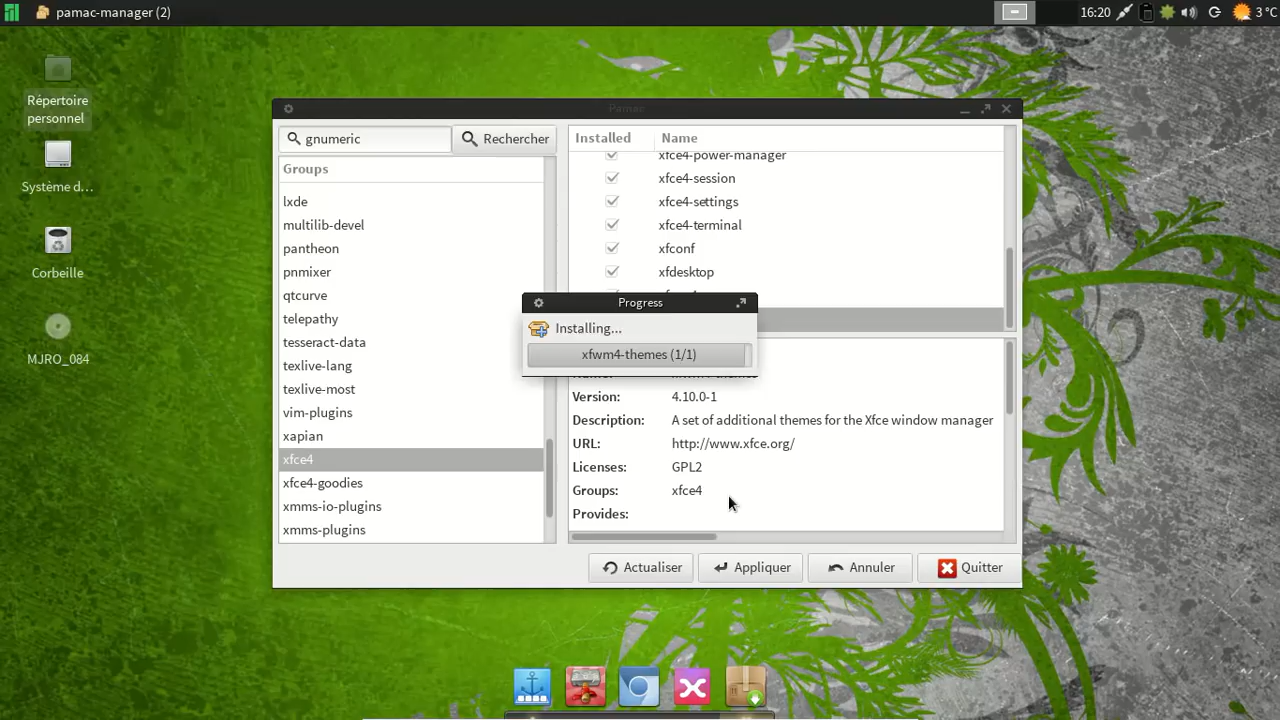 pamac-manager (2)
16:20
3 °C
Répertoire
personnel
Système d...
Corbeille
MJRO_084
Pamac
gnumeric
Rechercher
Groups
lxde
multilib-devel
pantheon
pnmixer
qtcurve
telepathy
tesseract-data
texlive-lang
texlive-most
vim-plugins
xapian
xfce4
xfce4-goodies
xmms-io-plugins
xmms-plugins
Installed Name
xfce4-power-manager
xfce4-session
xfce4-settings
xfce4-terminal
xfconf
xfdesktop
Progress
Installing...
xfwm4-themes (1/1)
Version: 4.10.0-1
Description: A set of additional themes for the Xfce window manager
URL: http://www.xfce.org/
Licenses: GPL2
Groups: xfce4
Provides:
Actualiser
Appliquer
Annuler
Quitter